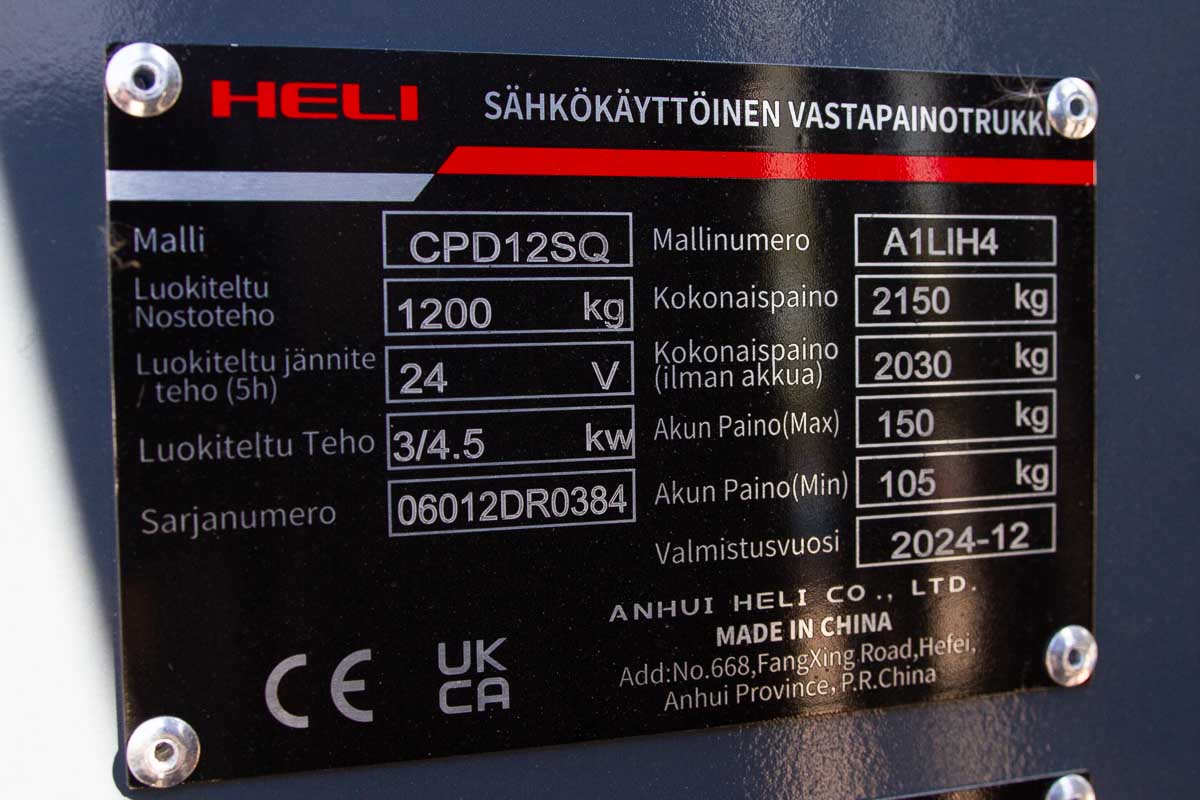 HELI
SÄHKÖKÄYTTÖINEN VASTAPAINOTRUKKI
Malli CPD12SQ
Luokiteltu
Nostoteho 1200 kg
Luokiteltu jännite
/ teho (5h) 24 V
Luokiteltu Teho 3/4.5 kw
Sarjanumero 06012DR0384
Mallinumero A1LIH4
Kokonaispaino 2150 kg
Kokonaispaino
(ilman akkua) 2030 kg
Akun Paino(Max) 150 kg
Akun Paino(Min) 105 kg
Valmistusvuosi 2024-12
CE
UK
CA
ANHUI HELI CO., LTD.
MADE IN CHINA
Add:No.668,FangXing Road,Hefei,
Anhui Province, P.R.China